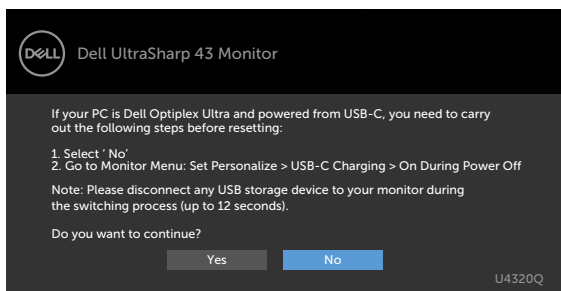 DELL
Dell UltraSharp 43 Monitor
If your PC is Dell Optiplex Ultra and powered from USB-C, you need to carry
out the following steps before resetting:
1. Select ‘ No’
2. Go to Monitor Menu: Set Personalize > USB-C Charging > On During Power Off
Note: Please disconnect any USB storage device to your monitor during
the switching process (up to 12 seconds).
Do you want to continue?
Yes No
U4320Q